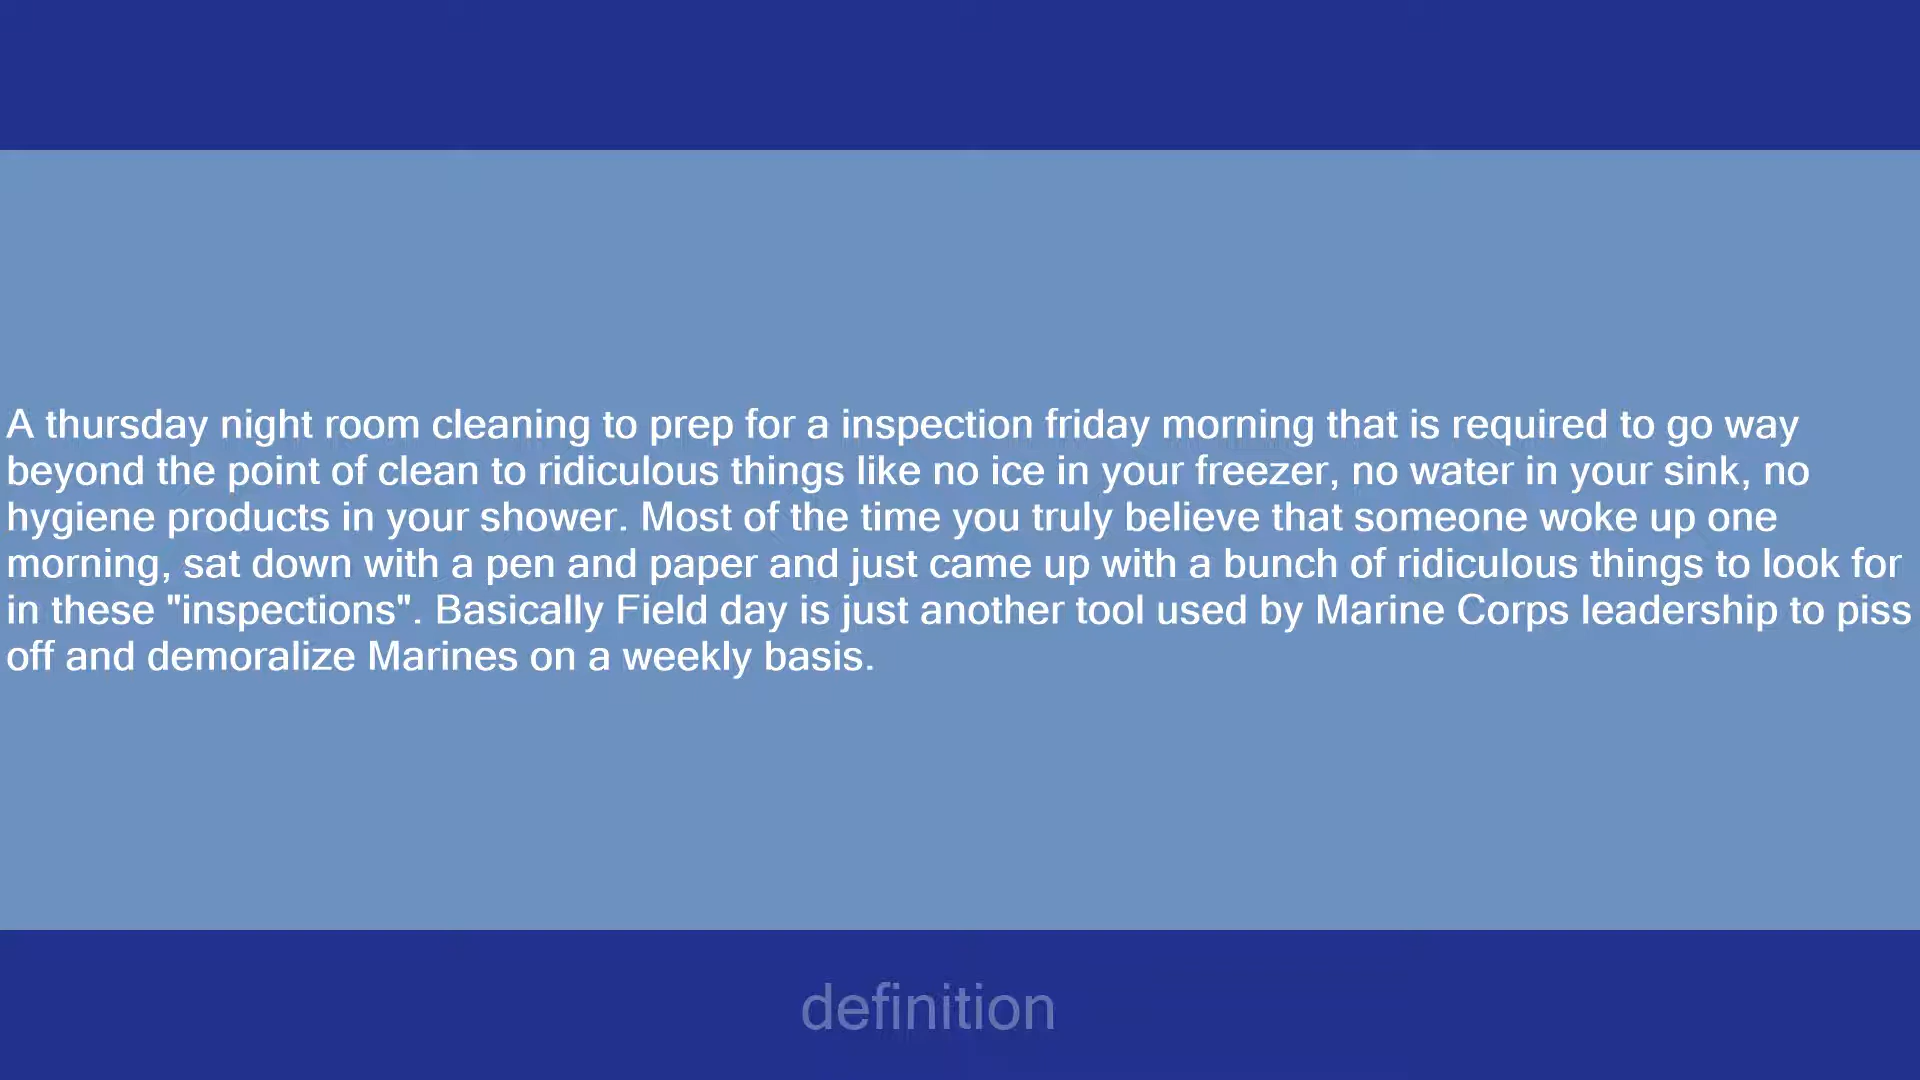 A thursday night room cleaning to prep for a inspection friday morning that is required to go way
beyond the point of clean to ridiculous things like no ice in your freezer, no water in your sink, no
hygiene products in your shower. Most of the time you truly believe that someone woke up one
morning, sat down with a pen and paper and just came up with a bunch of ridiculous things to look for
in these "inspections". Basically Field day is just another tool used by Marine Corps leadership to piss
off and demoralize Marines on a weekly basis.
definition